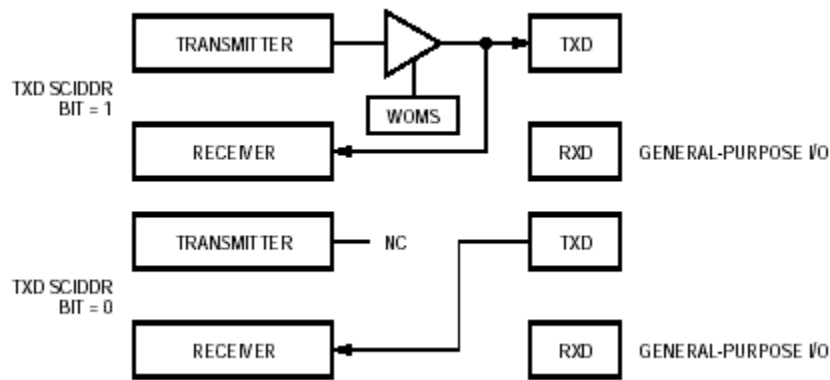 TRANSMITTER
TXD
TXD SCIDDR
BIT = 1
WOMS
RECEIVER
RXD
GENERAL-PURPOSE I/O
TRANSMITTER
NC
TXD
TXD SCIDDR
BIT = 0
RECEIVER
RXD
GENERAL-PURPOSE I/O